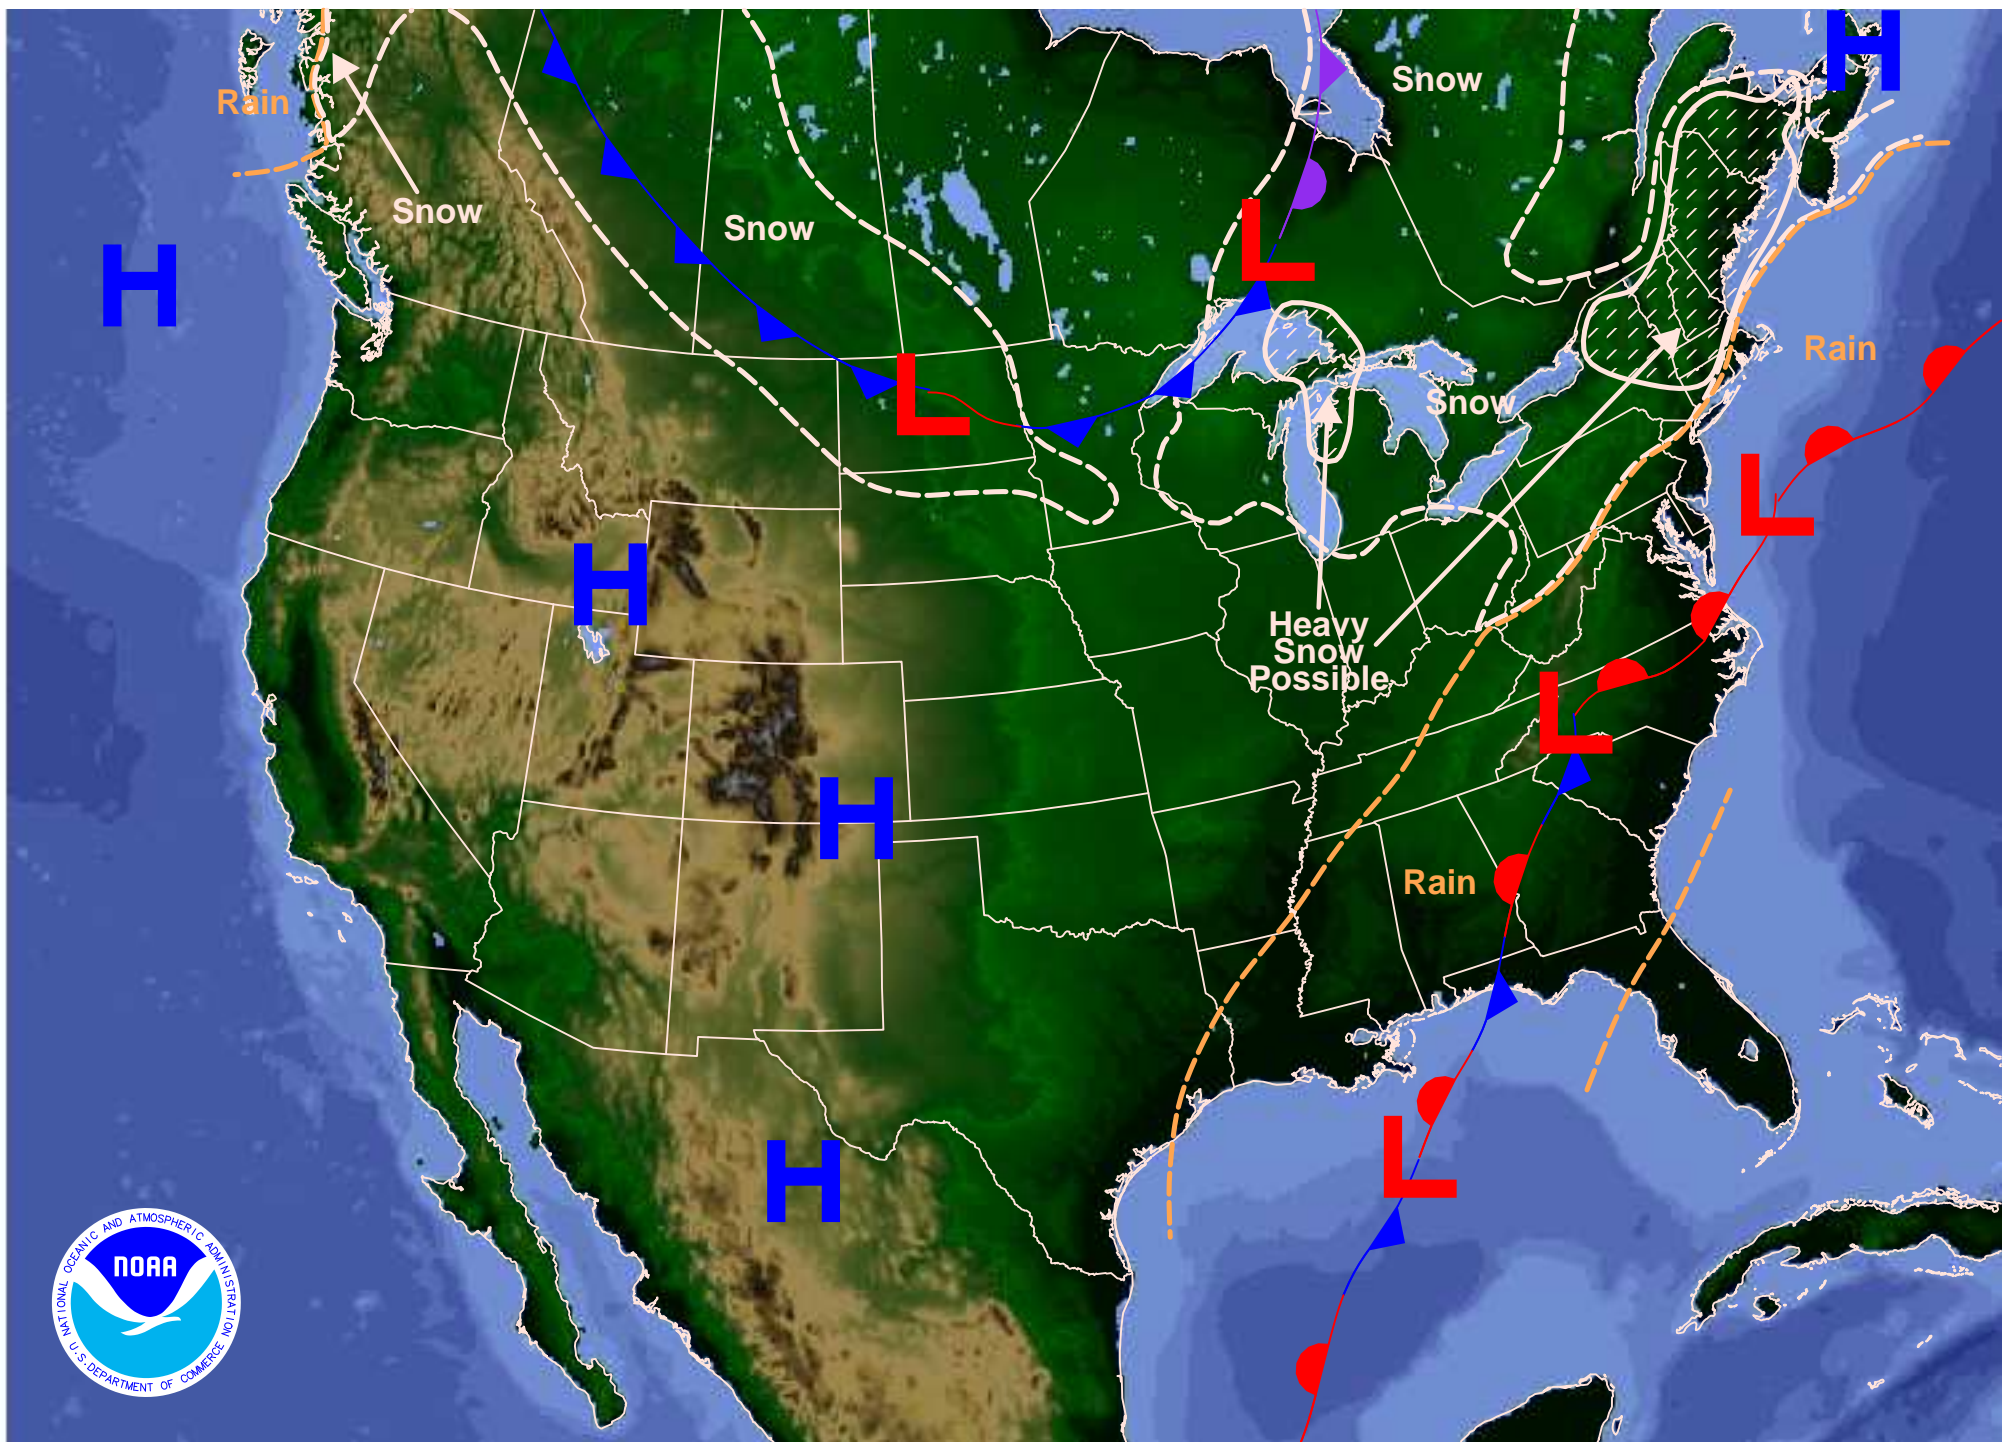 H
Snow
Rain
Snow
Snow
H
L
Rain
L
Snow
L
H
Heavy
Snow
Possible
L
H
Rain
L
H
NATIONAL OCEANIC AND ATMOSPHERIC ADMINISTRATION
NOAA
U.S. DEPARTMENT OF COMMERCE